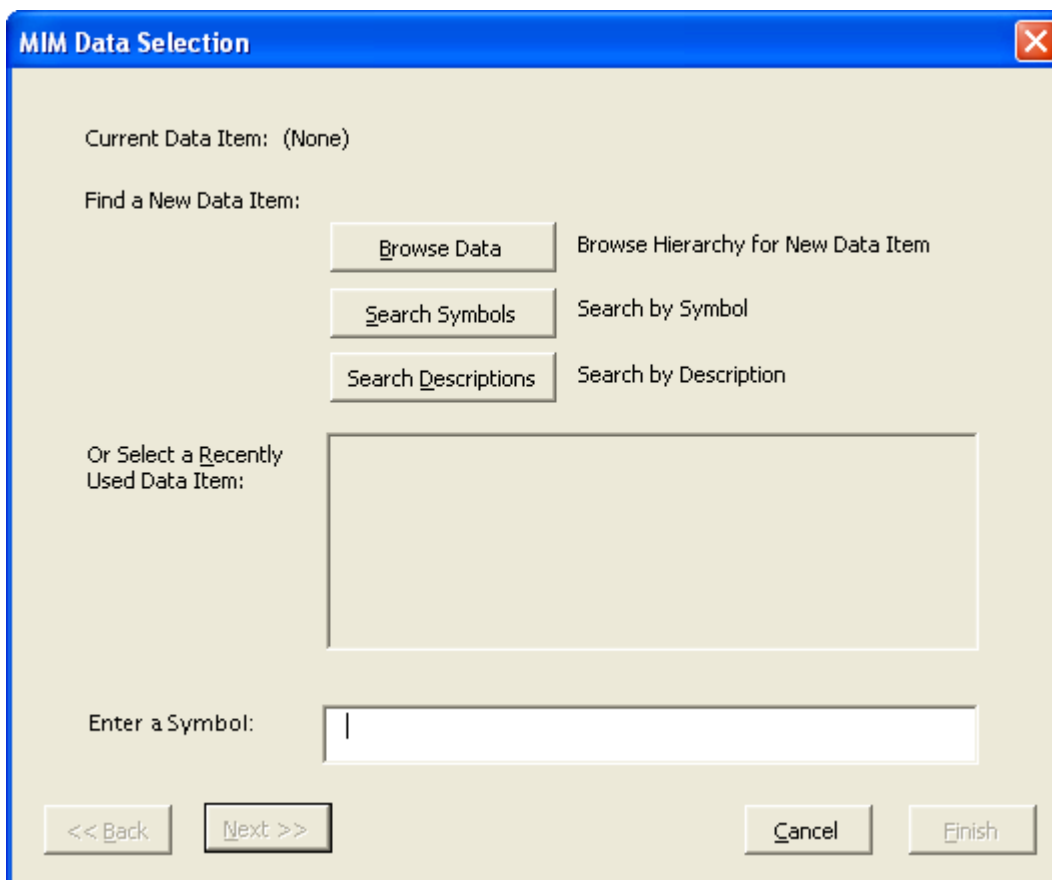 MIM Data Selection
Current Data Item: (None)
Find a New Data Item:
Browse Data Browse Hierarchy for New Data Item
Search Symbols Search by Symbol
Search Descriptions Search by Description
Or Select a Recently
Used Data Item:
Enter a Symbol:
<< Back Next >> Cancel Finish